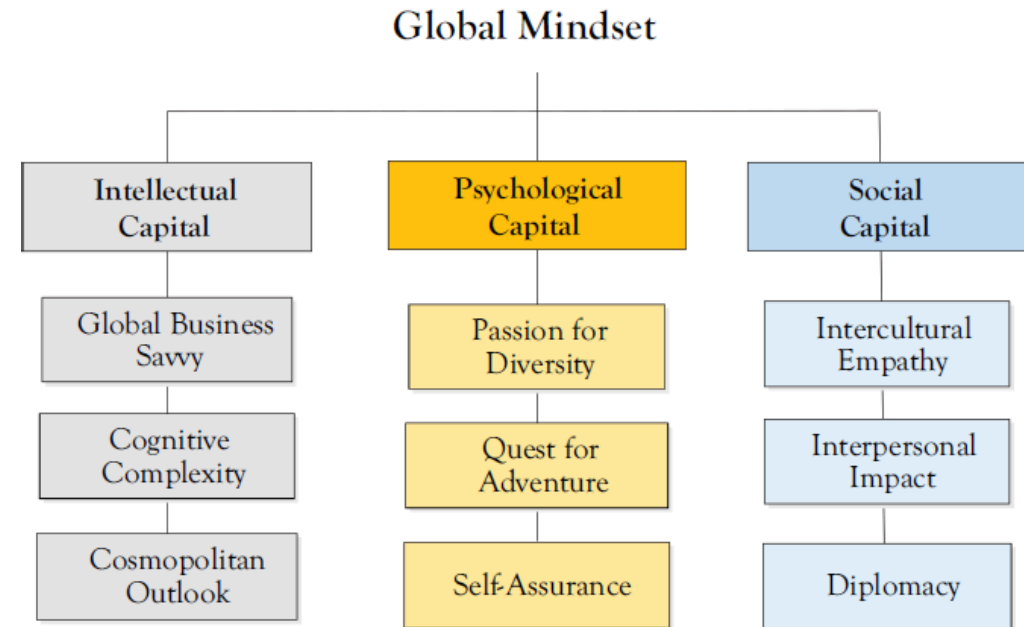 Global Mindset
Intellectual
Capital
Global Business
Savvy
Cognitive
Complexity
Cosmopolitan
Outlook
Psychological
Capital
Passion for
Diversity
Quest for
Adventure
Self-Assurance
Social
Capital
Intercultural
Empathy
Interpersonal
Impact
Diplomacy